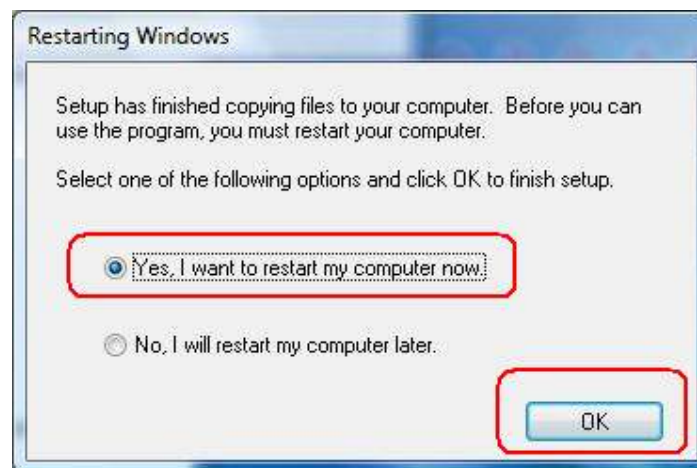 Restarting Windows
Setup has finished copying files to your computer.  Before you can
use the program, you must restart your computer.
Select one of the following options and click OK to finish setup.
Yes, I want to restart my computer now.
No, I will restart my computer later.
OK